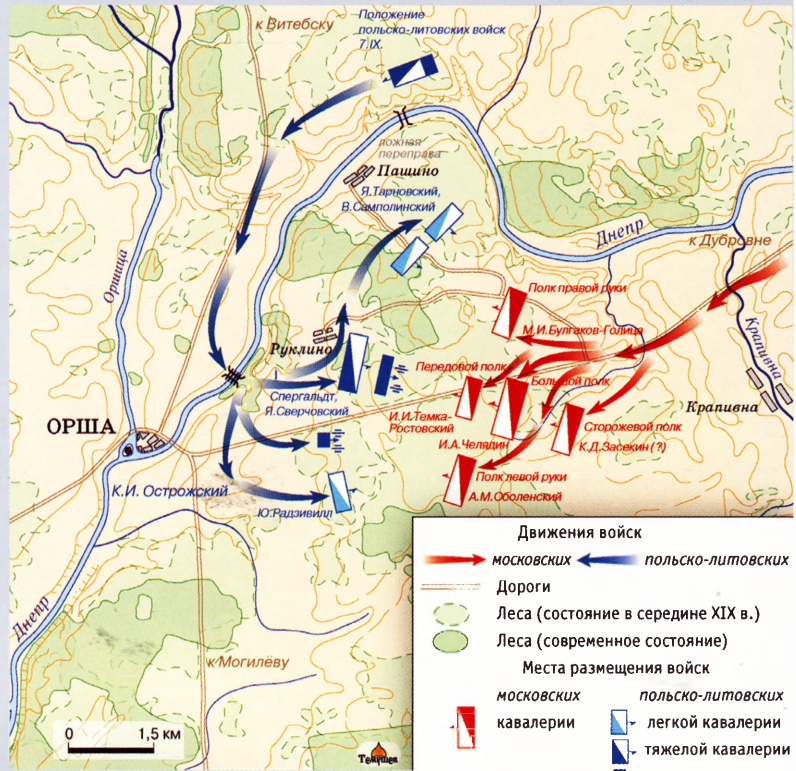 к Витебску
Положение
польско-литовских войск
7.IX.
ложная
переправа
Пашино
Я.Тарновский,
В.Самполинский
Днепр
к Дубровне
Оршица
Полк правой руки
М.И.Булгаков-Голица
Крапивна
Руклино
Передовой полк
Большой полк
Спергальдт,
Я.Сверчовский
И.И.Темка-
Ростовский
Сторожевой полк
Крапивна
ОРША
И.А.Челядин
К.Д.Засекин(?)
Полк левой руки
К.И. Острожский
А.М.Оболенский
Ю.Радзивилл
Днепр
к Могилёву
0 1,5 км
Темушев
Движения войск
московских
польско-литовских
Дороги
Леса (состояние в середине XIX в.)
Леса (современное состояние)
Места размещения войск
московских
польско-литовских
кавалерии
легкой кавалерии
тяжелой кавалерии